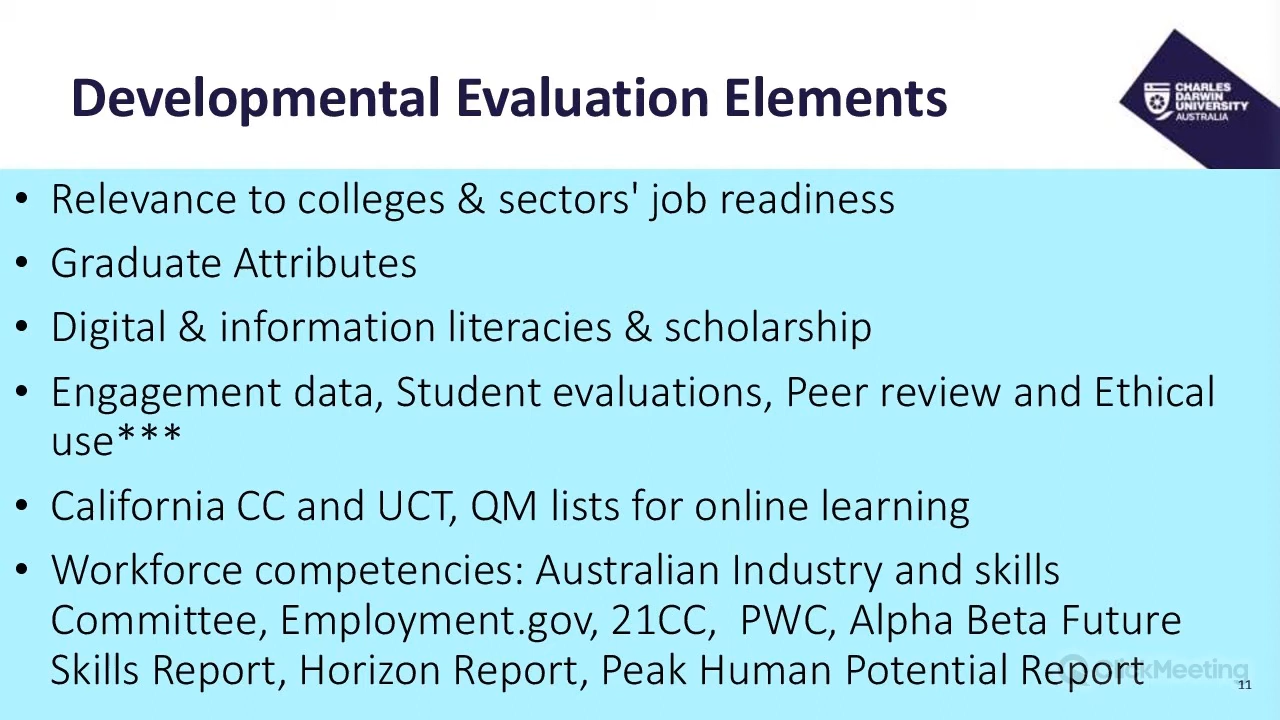 Developmental Evaluation Elements
CHARLES
DARWIN
UNIVERSITY
AUSTRALIA
• Relevance to colleges & sectors' job readiness
• Graduate Attributes
• Digital & information literacies & scholarship
• Engagement data, Student evaluations, Peer review and Ethical
use***
• California CC and UCT, QM lists for online learning
• Workforce competencies: Australian Industry and skills
Committee, Employment.gov, 21CC,  PWC, Alpha Beta Future
Skills Report, Horizon Report, Peak Human Potential Report
ClickMeeting
11